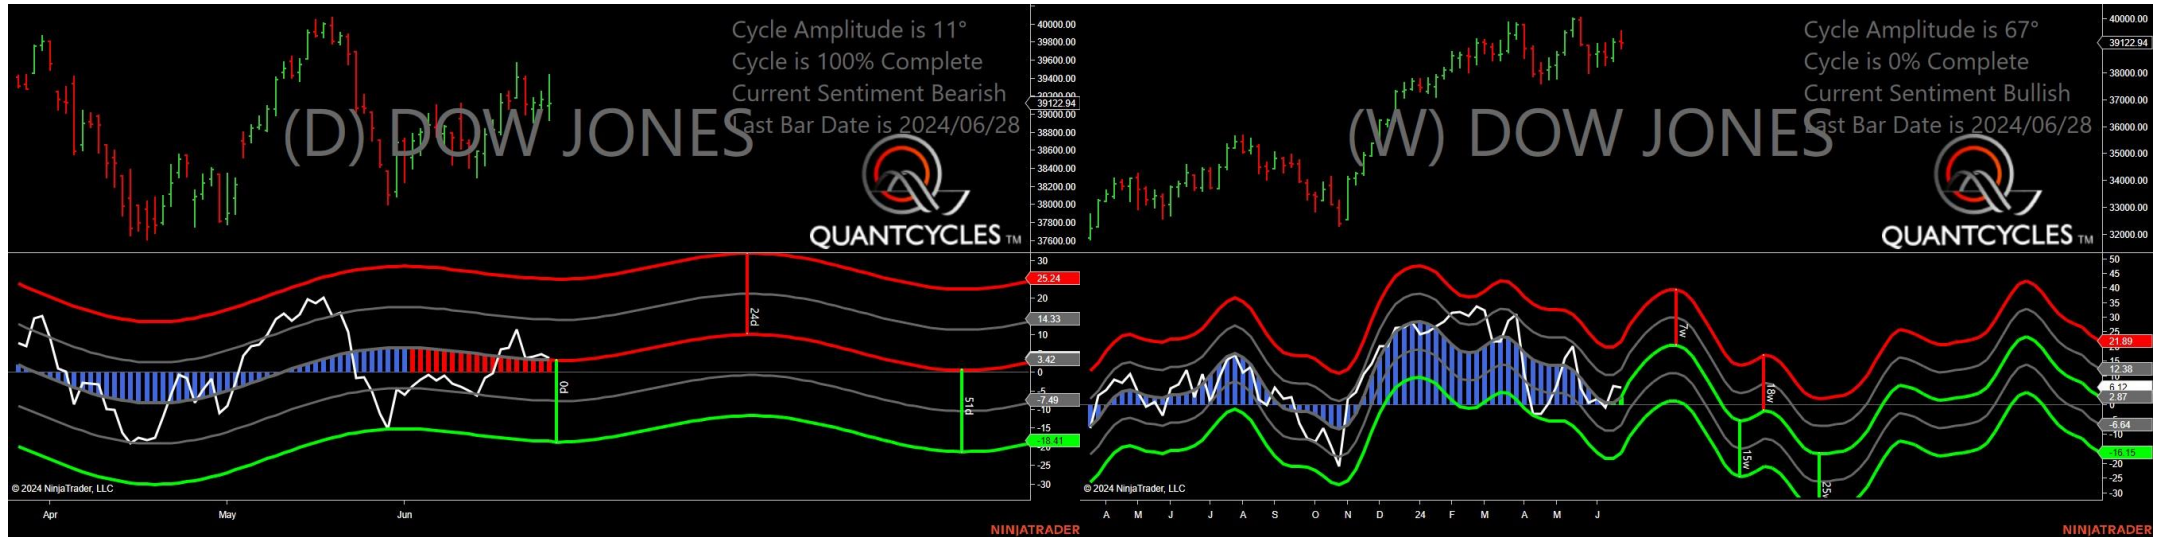 Cycle Amplitude is 11°
Cycle is 100% Complete
Current Sentiment Bearish
Last Bar Date is 2024/06/28
(D) DOW JONES
QUANTCYCLES TM
40000.00
39800.00
39600.00
39400.00
39200.00
39122.94
39000.00
38800.00
38600.00
38400.00
38200.00
38000.00
37800.00
37600.00
30
25.24
20
14.33
10
3.42
0
-5
-7.49
-10
-15
-18.41
-25
-30
24d
0d
51d
© 2024 NinjaTrader, LLC
Apr May Jun
NINJATRADER
Cycle Amplitude is 67°
Cycle is 0% Complete
Current Sentiment Bullish
Last Bar Date is 2024/06/28
(W) DOW JONES
QUANTCYCLES TM
40000.00
39122.94
38000.00
37000.00
36000.00
35000.00
34000.00
33000.00
32000.00
50
45
40
35
30
25
21.89
15
12.38
6.12
2.87
0
-6.64
-10
-16.15
-20
-25
-30
7w
18w
15w
25w
© 2024 NinjaTrader, LLC
A M J J A S O N D 24 F M A M J
NINJATRADER